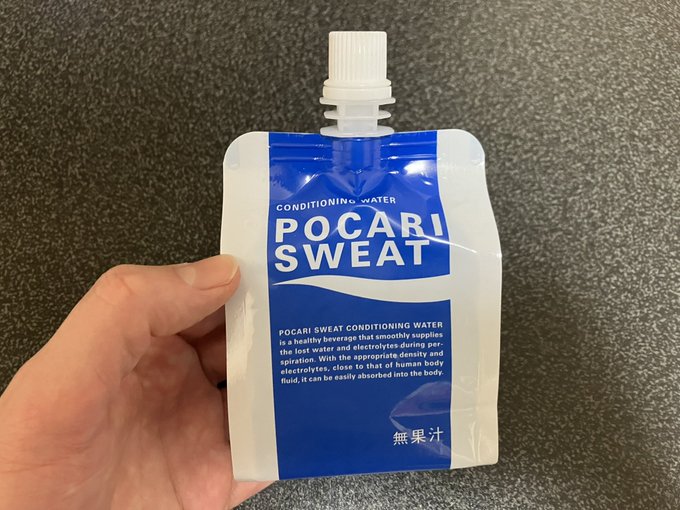 CONDITIONING WATER
POCARI
SWEAT
POCARI SWEAT CONDITIONING WATER
is a healthy beverage that smoothly supplies
the lost water and electrolytes during per-
spiration. With the appropriate density and
electrolytes, close to that of human body
fluid, it can be easily absorbed into the body.
無果汁